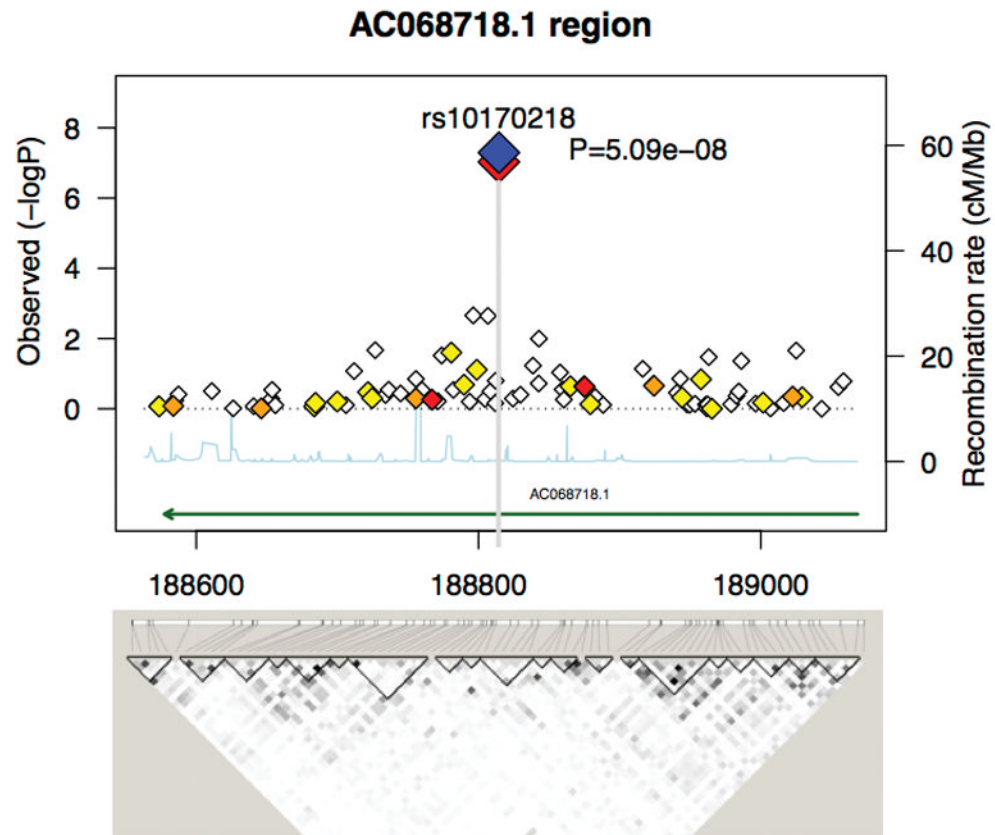 AC068718.1 region
rs10170218
P=5.09e−08
Observed (−logP)
8
6
4
2
0
60
40
20
0
Recombination rate (cM/Mb)
AC068718.1
188600
188800
189000